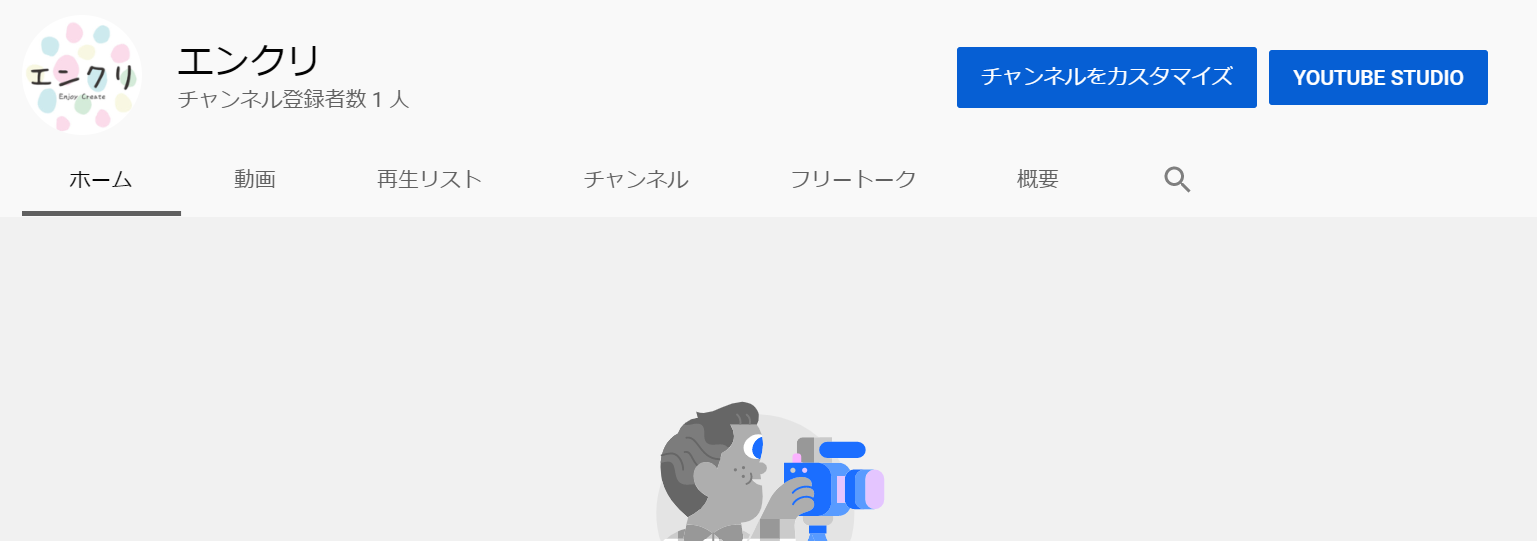 エンクリ
Enjoy Create
エンクリ
チャンネル登録者数 1 人
チャンネルをカスタマイズ
YOUTUBE STUDIO
ホーム 動画 再生リスト チャンネル フリートーク 概要